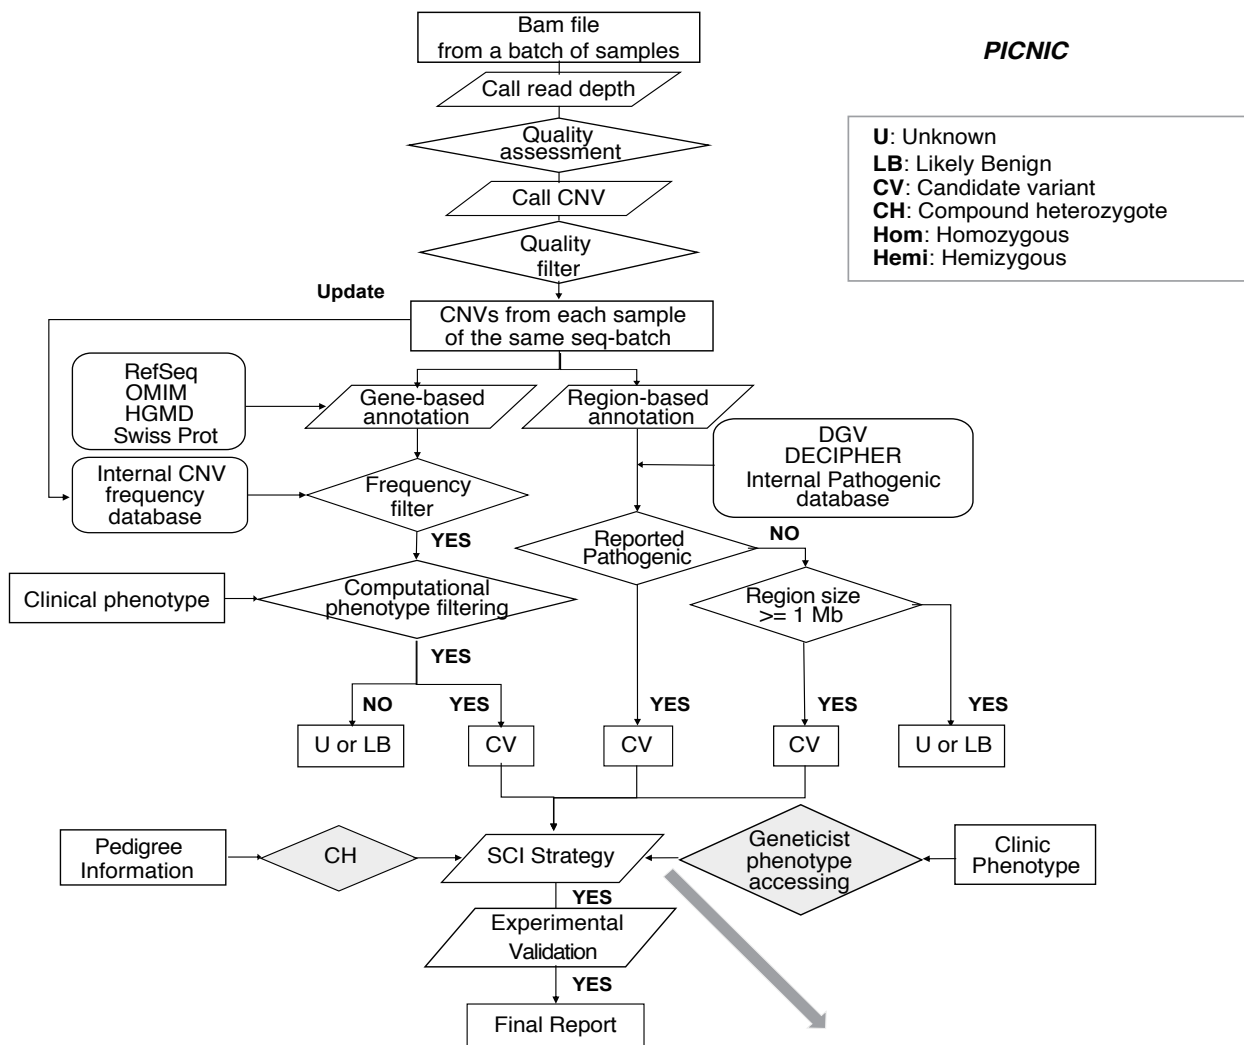 Bam file
from a batch of samples
PICNIC
Call read depth
U: Unknown
LB: Likely Benign
CV: Candidate variant
CH: Compound heterozygote
Hom: Homozygous
Hemi: Hemizygous
Quality
assessment
Call CNV
Quality
filter
Update
CNVs from each sample
of the same seq-batch
RefSeq
OMIM
HGMD
Swiss Prot
Gene-based
annotation
Region-based
annotation
DGV
DECIPHER
Internal Pathogenic
database
Internal CNV
frequency
database
Frequency
filter
YES
Reported
Pathogenic
NO
Clinical phenotype
Computational
phenotype filtering
Region size
>= 1 Mb
YES
NO
YES
YES
YES
YES
U or LB
CV
CV
CV
U or LB
Pedigree
Information
CH
SCI Strategy
Geneticist
phenotype
accessing
Clinic
Phenotype
YES
Experimental
Validation
YES
Final Report